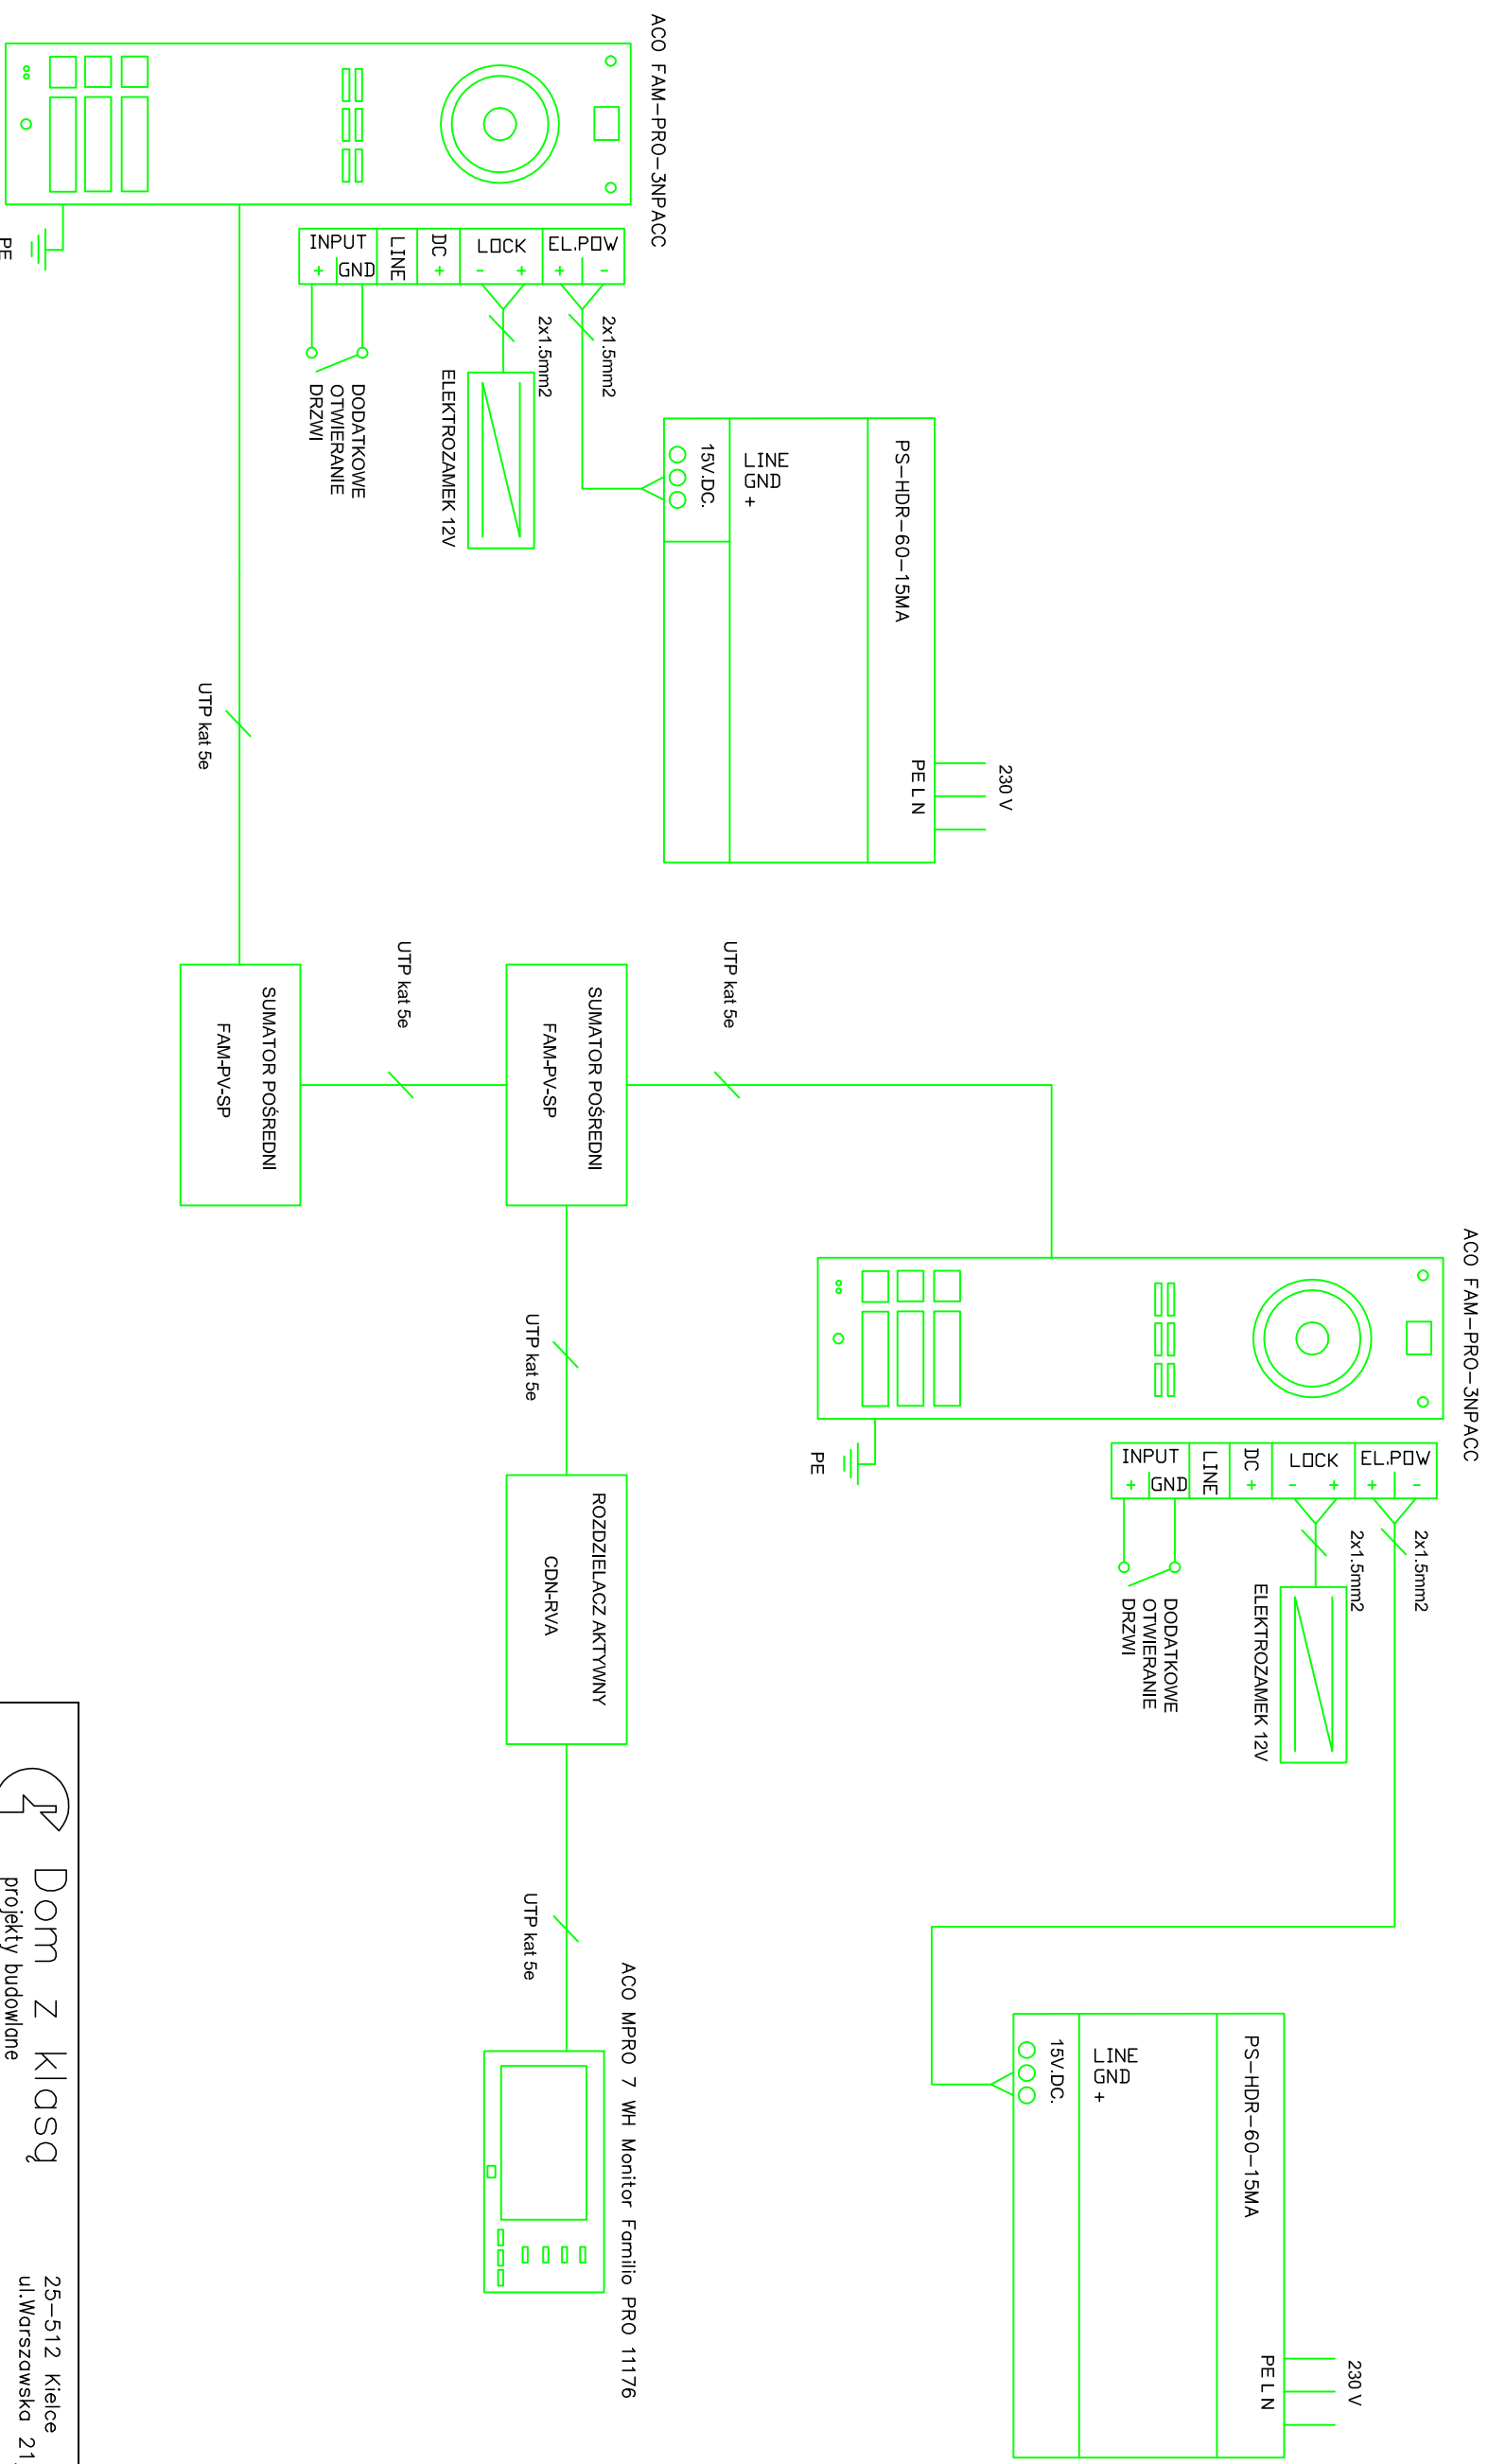 ACO FAM-PRO-3NPACC
EL.POW
- +
LOCK
+ -
DC
+
LINE
INPUT
GND
+
PE
2x1.5mm2
2x1.5mm2
ELEKTROZAMEK 12V
DODATKOWE
OTWIERANIE
DRZWI
PS-HDR-60-15MA
230 V
PE L N
LINE
GND
+
15V.DC.
UTP kat 5e
SUMATOR POŚREDNI
FAM-PV-SP
UTP kat 5e
SUMATOR POŚREDNI
FAM-PV-SP
UTP kat 5e
ACO FAM-PRO-3NPACC
EL.POW
- +
LOCK
+ -
DC
+
LINE
INPUT
GND
+
PE
2x1.5mm2
2x1.5mm2
ELEKTROZAMEK 12V
DODATKOWE
OTWIERANIE
DRZWI
PS-HDR-60-15MA
230 V
PE L N
LINE
GND
+
15V.DC.
UTP kat 5e
ROZDZIELACZ AKTYWNY
CDN-RVA
UTP kat 5e
ACO MPRO 7 WH Monitor Familio PRO 11176
Dom z klasą
projekty budowlane
25-512 Kielce
ul.Warszawska 21